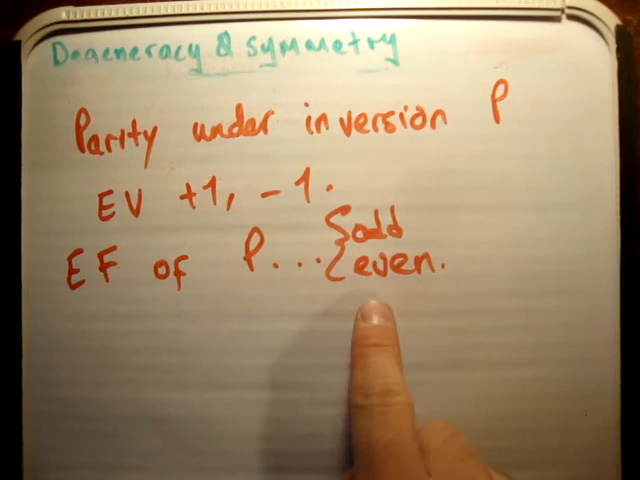 Degeneracy & symmetry
Parity under inversion P
EV +1, -1.
EF of P... { odd
even.